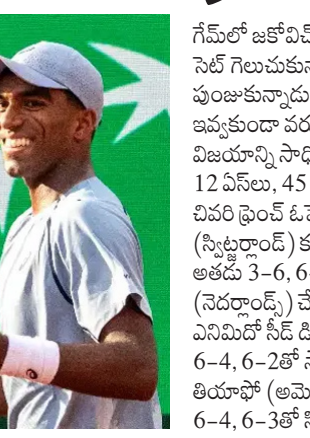 గేమ్‌లో జకోవిచ్
సెట్ గెలుచుకున
పుంజుకున్నాడు
ఇవ్వకుండా వరు
విజయాన్ని సాధి
12 ఏస్‌లు, 45
చివరి ఫ్రెంచ్ ఓపె
(స్విట్జర్లాండ్) క
అతడు 3-6, 6-
(నెదర్లాండ్స్) చే
ఎనిమిదో సీడ్ డి
6-4, 6-2తో
తియాఫో (అమె
6-4, 6-3తో